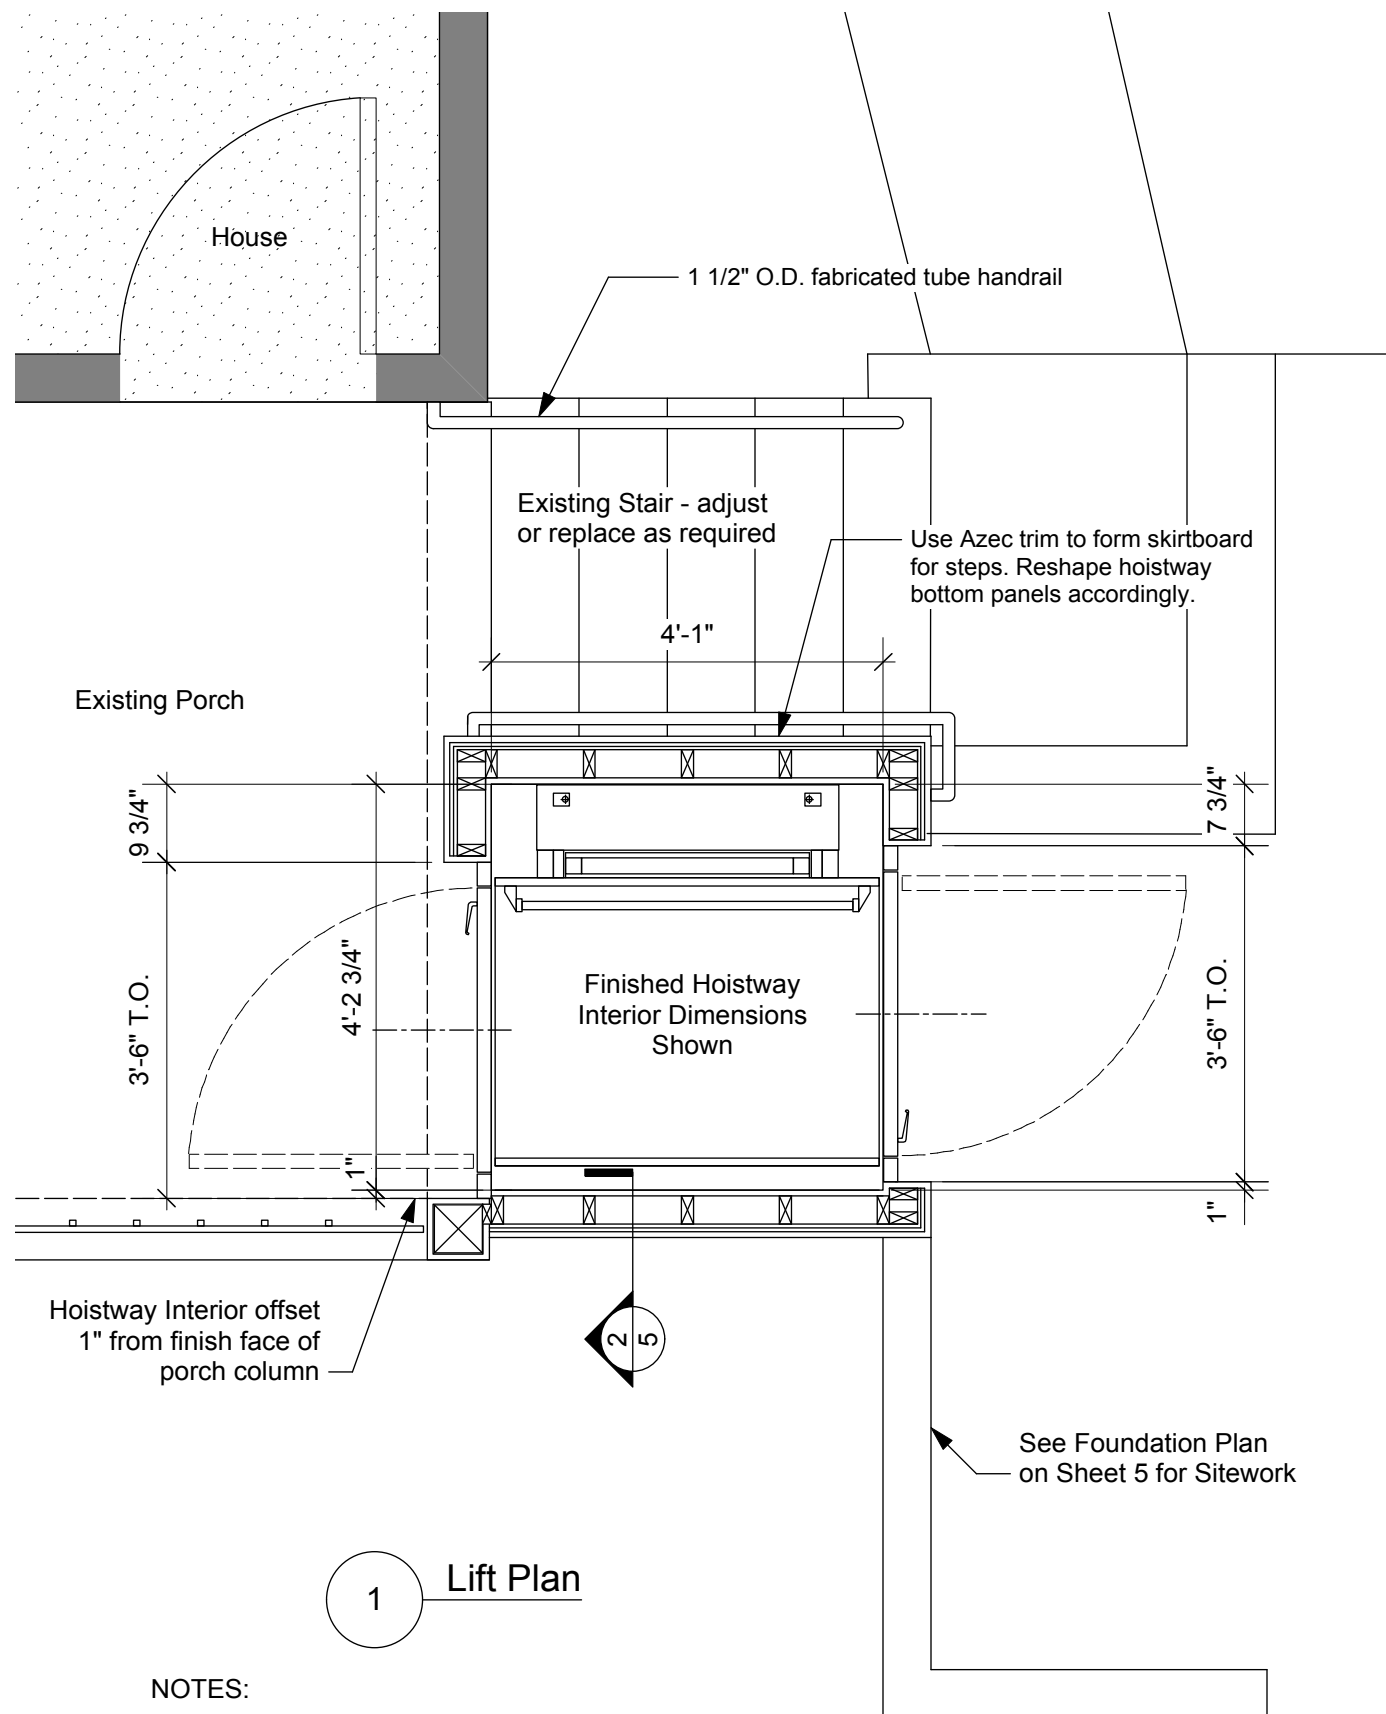 House
1 1/2" O.D. fabricated tube handrail
Existing Stair - adjust
or replace as required
Use Azec trim to form skirtboard
for steps. Reshape hoistway
bottom panels accordingly.
4'-1"
Existing Porch
9 3/4"
7 3/4"
3'-6" T.O.
4'-2 3/4"
Finished Hoistway
Interior Dimensions
Shown
3'-6" T.O.
1"
1"
Hoistway Interior offset
1" from finish face of
porch column
2
5
See Foundation Plan
on Sheet 5 for Sitework
1
Lift Plan
NOTES: